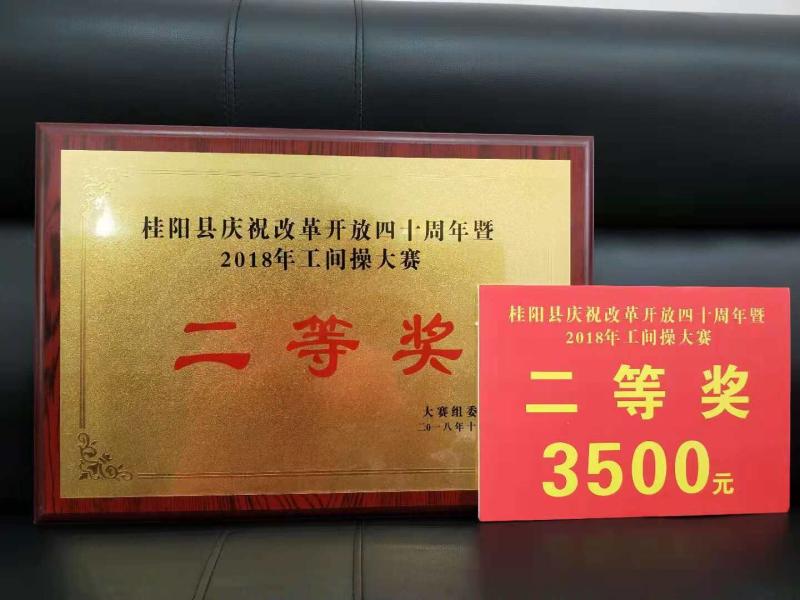 桂阳县庆祝改革开放四十周年暨
2018年工间操大赛
二等奖
大赛组委
二〇一八年十
桂阳县庆祝改革开放四十周年暨
2018年工间操大赛
二等奖
3500元